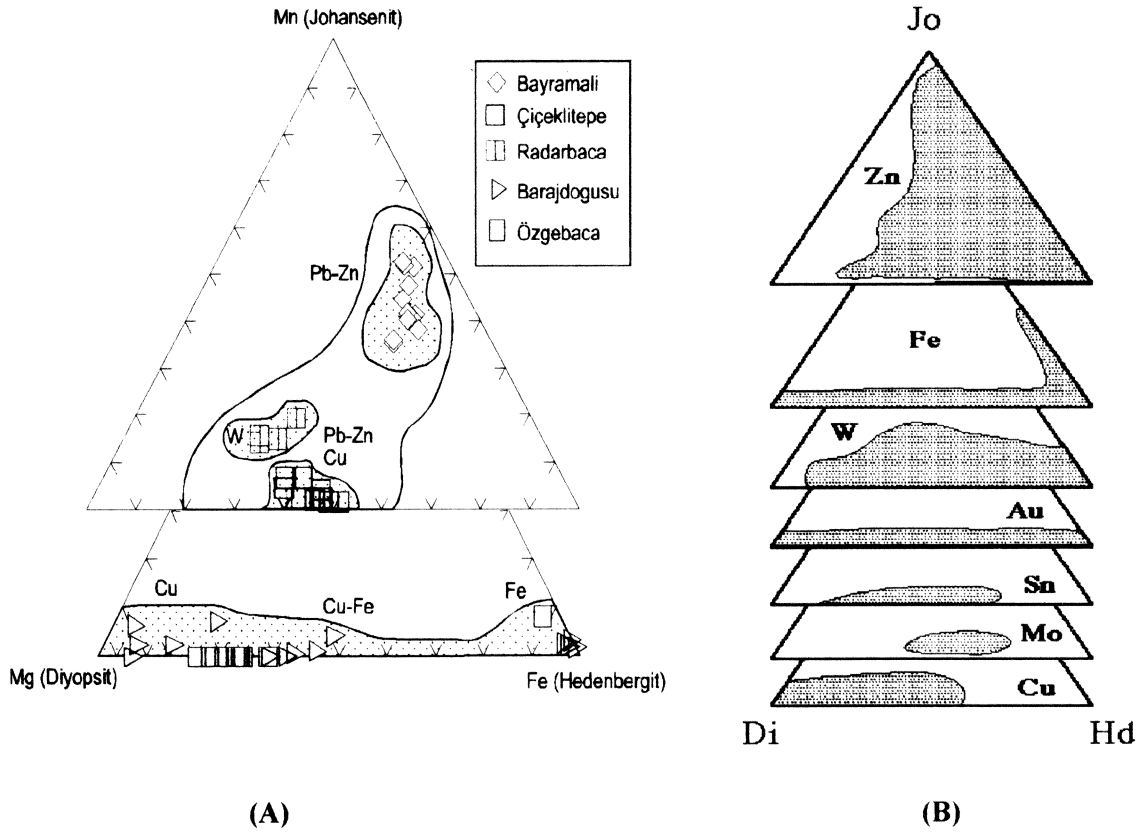 Mn (Johansenit)
Bayramali
Çiçeklitepe
Radarbaca
Barajdogusu
Özgebaca
Pb-Zn
W
Pb-Zn
Cu
Cu
Cu-Fe
Fe
Mg (Diyopsit)
Fe (Hedenbergit)
(A)
Jo
Zn
Fe
W
Au
Sn
Mo
Cu
Di
Hd
(B)